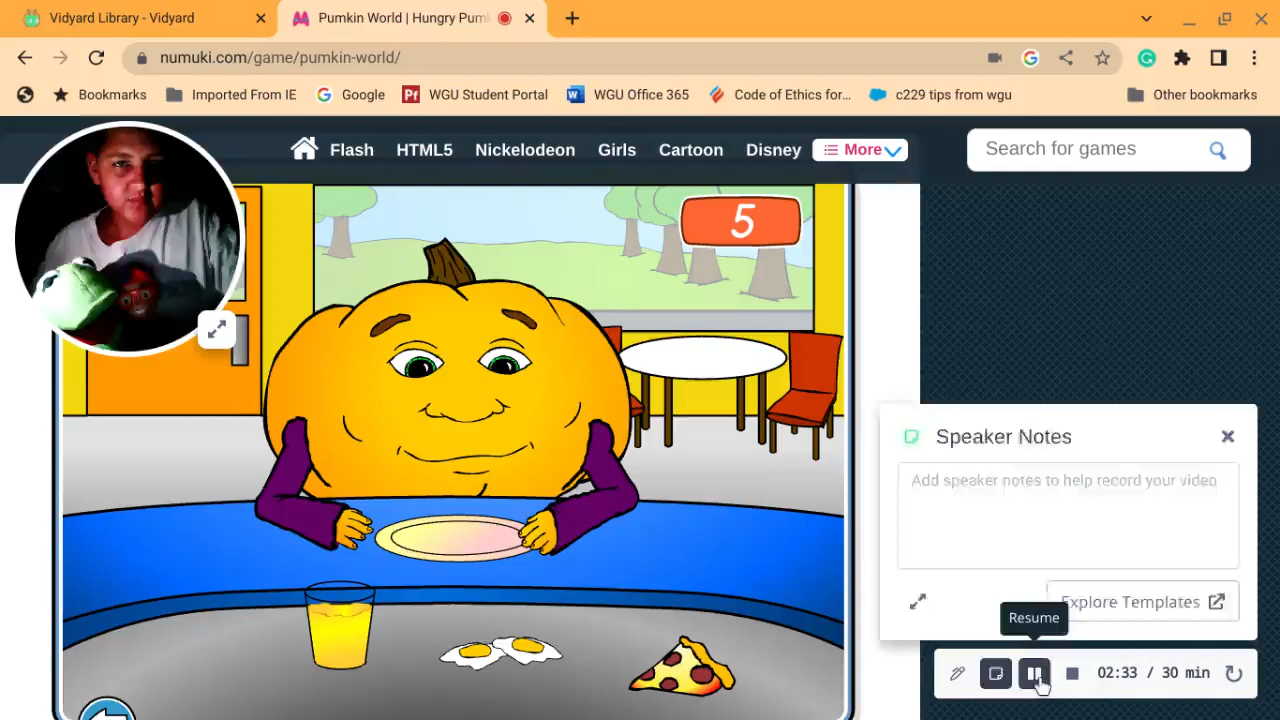 Vidyard Library - Vidyard
Pumkin World | Hungry Pum
numuki.com/game/pumkin-world/
Bookmarks Imported From IE Google WGU Student Portal WGU Office 365 Code of Ethics for... c229 tips from wgu Other bookmarks
Flash HTML5 Nickelodeon Girls Cartoon Disney More Search for games
5
Speaker Notes
Add speaker notes to help record your video
Explore Templates
Resume
02:33 / 30 min